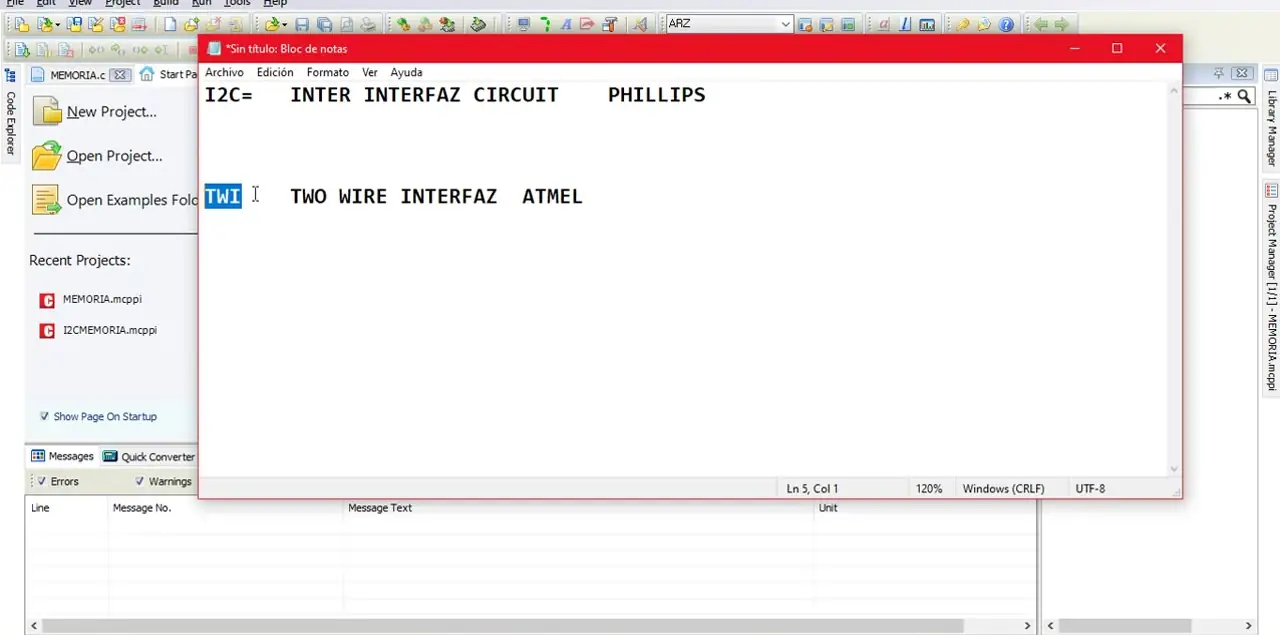 File Edit View Project Build Run Tools Help
ARZ
*Sin título: Bloc de notas
MEMORIA.c Start Pa
Archivo Edición Formato Ver Ayuda
I2C= INTER INTERFAZ CIRCUIT PHILLIPS
TWI TWO WIRE INTERFAZ ATMEL
Code Explorer
New Project...
Open Project...
Open Examples Fol
Recent Projects:
MEMORIA.mcppi
I2CMEMORIA.mcppi
Show Page On Startup
Messages Quick Converter
Errors Warnings
Ln 5, Col 1 120% Windows (CRLF) UTF-8
Line Message No. Message Text Unit
.*
Library Manager
Project Manager [1/1] - MEMORIA.mcppi